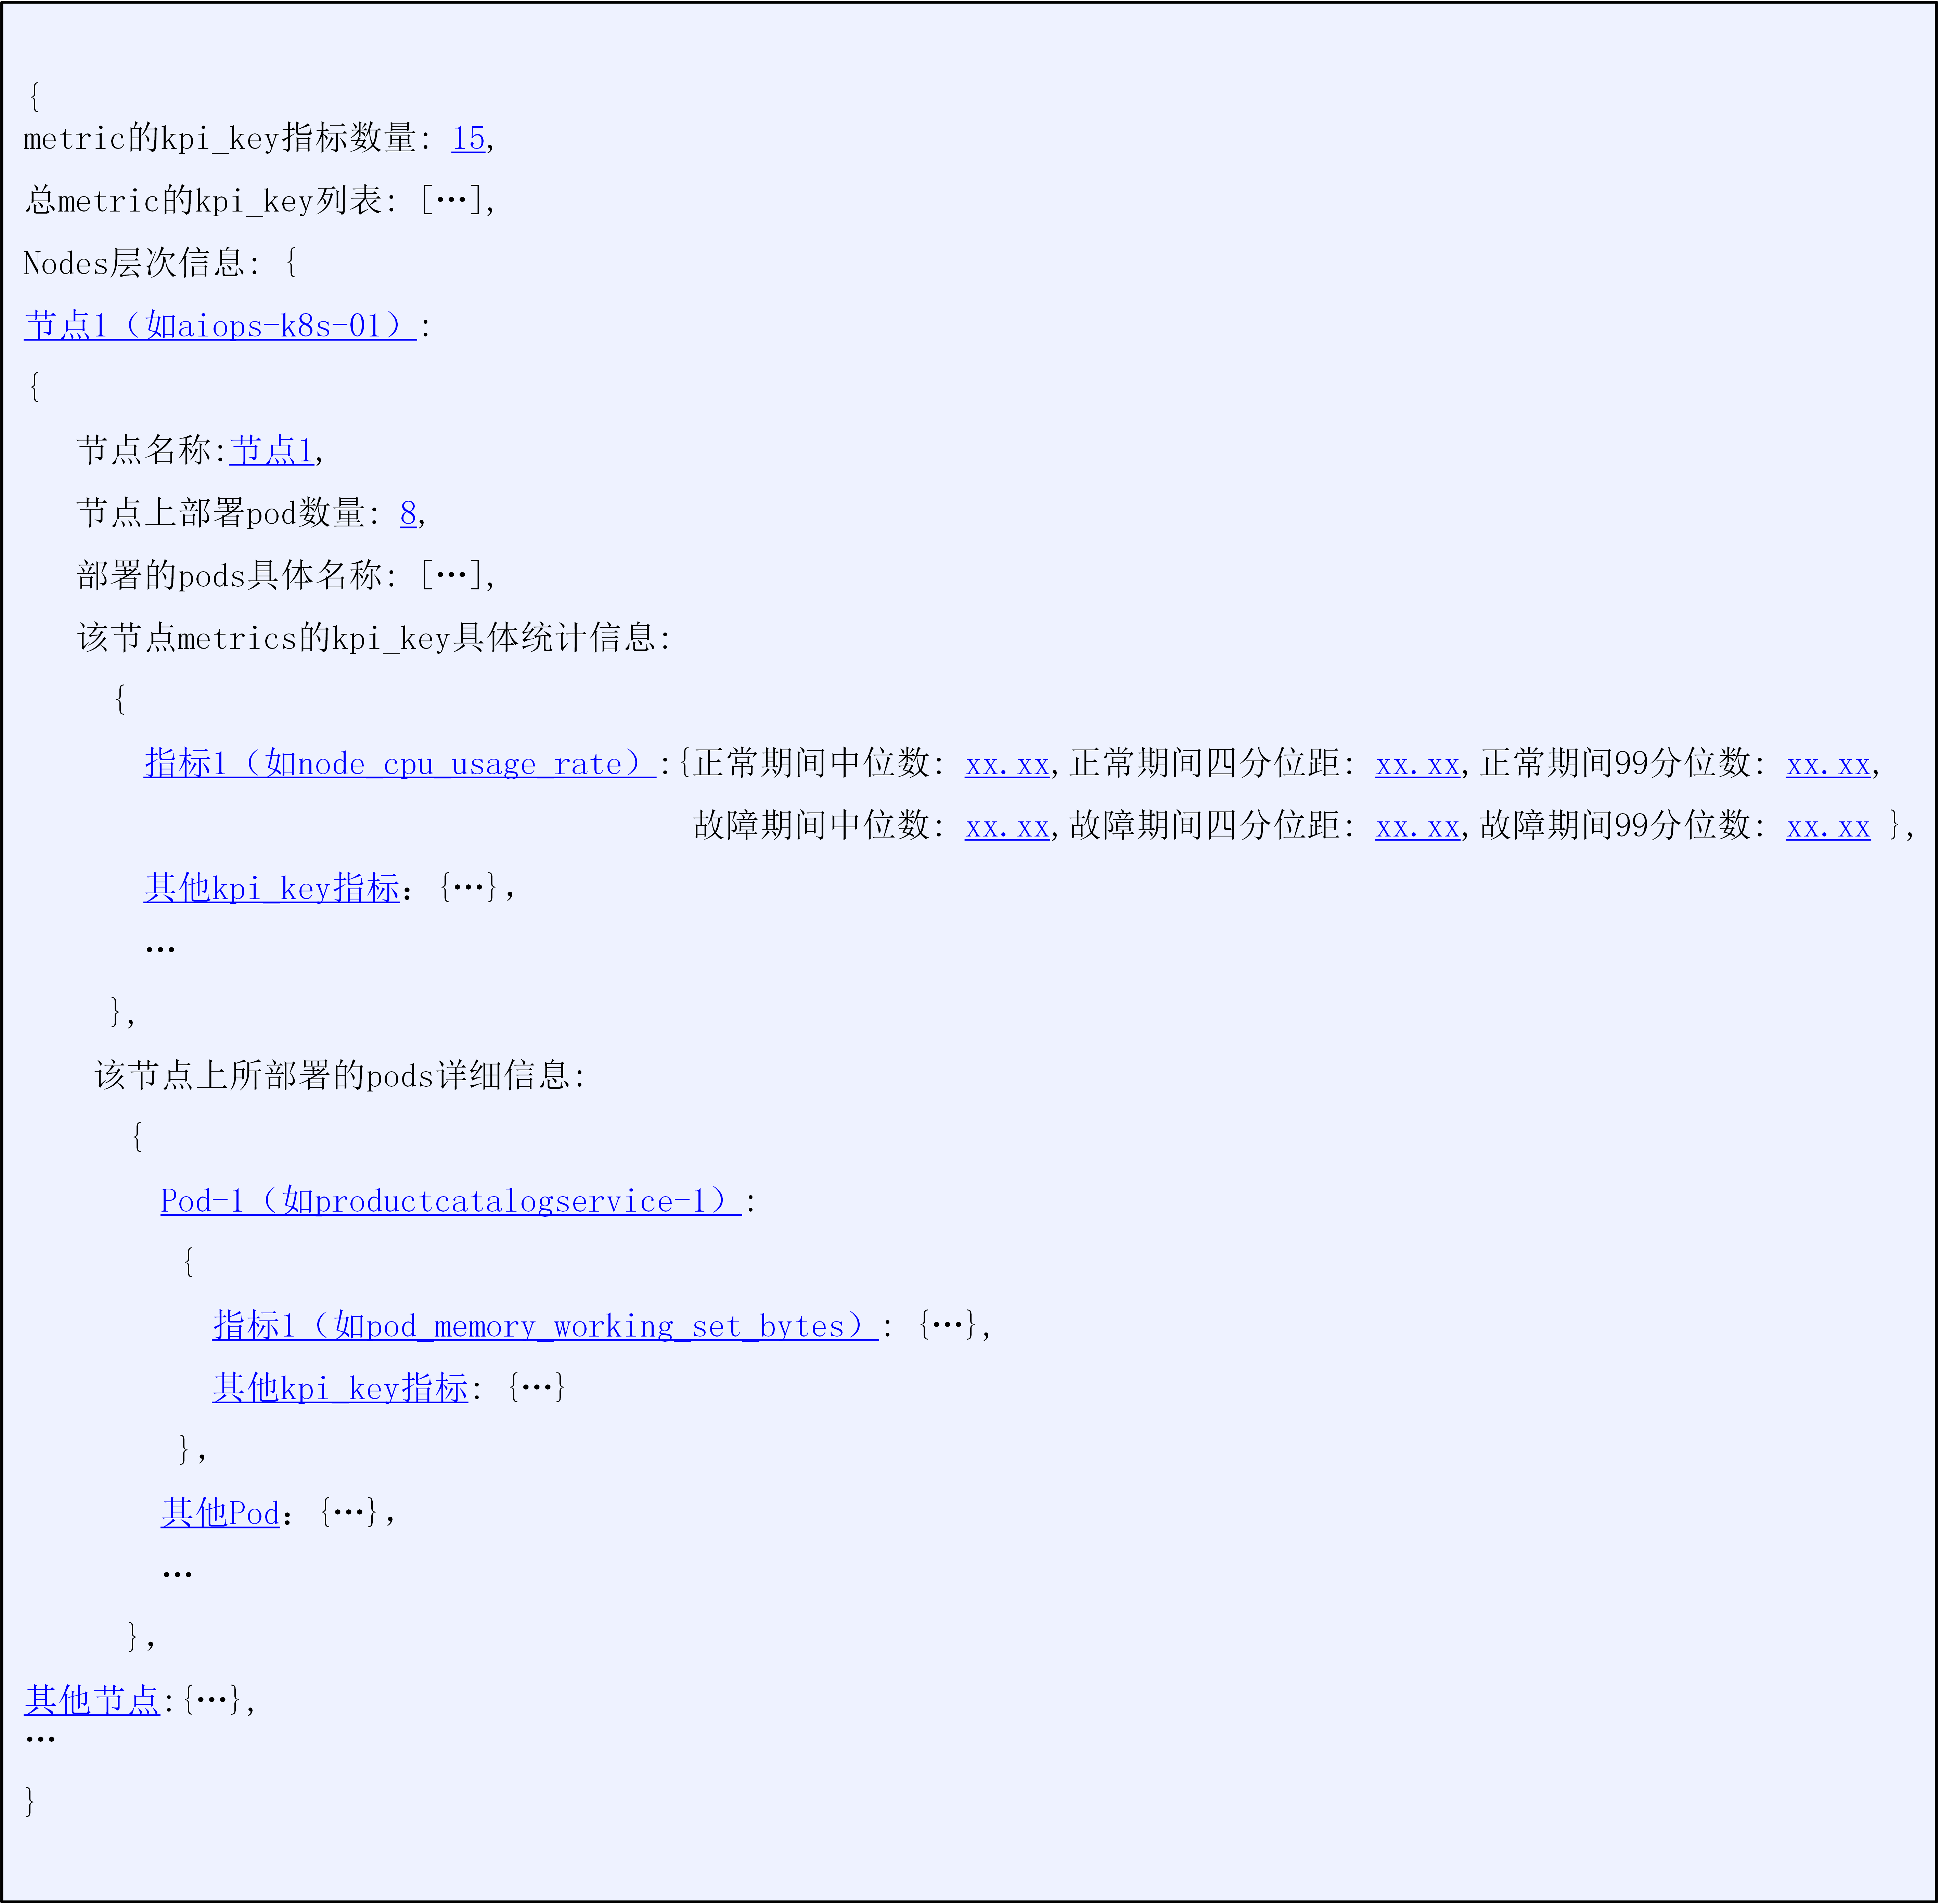 {
metric的kpi_key指标数量: 15,
总metric的kpi_key列表: […],
Nodes层次信息: {
节点1（如aiops-k8s-01）:
{
节点名称:节点1,
节点上部署pod数量: 8,
部署的pods具体名称: […],
该节点metrics的kpi_key具体统计信息:
{
指标1（如node_cpu_usage_rate）:{正常期间中位数: xx.xx,正常期间四分位距: xx.xx,正常期间99分位数: xx.xx,
故障期间中位数: xx.xx,故障期间四分位距: xx.xx,故障期间99分位数: xx.xx },
其他kpi_key指标：{…},
…
},
该节点上所部署的pods详细信息:
{
Pod-1（如productcatalogservice-1）:
{
指标1（如pod_memory_working_set_bytes）: {…},
其他kpi_key指标: {…}
},
其他Pod：{…},
…
},
其他节点:{…},
…
}